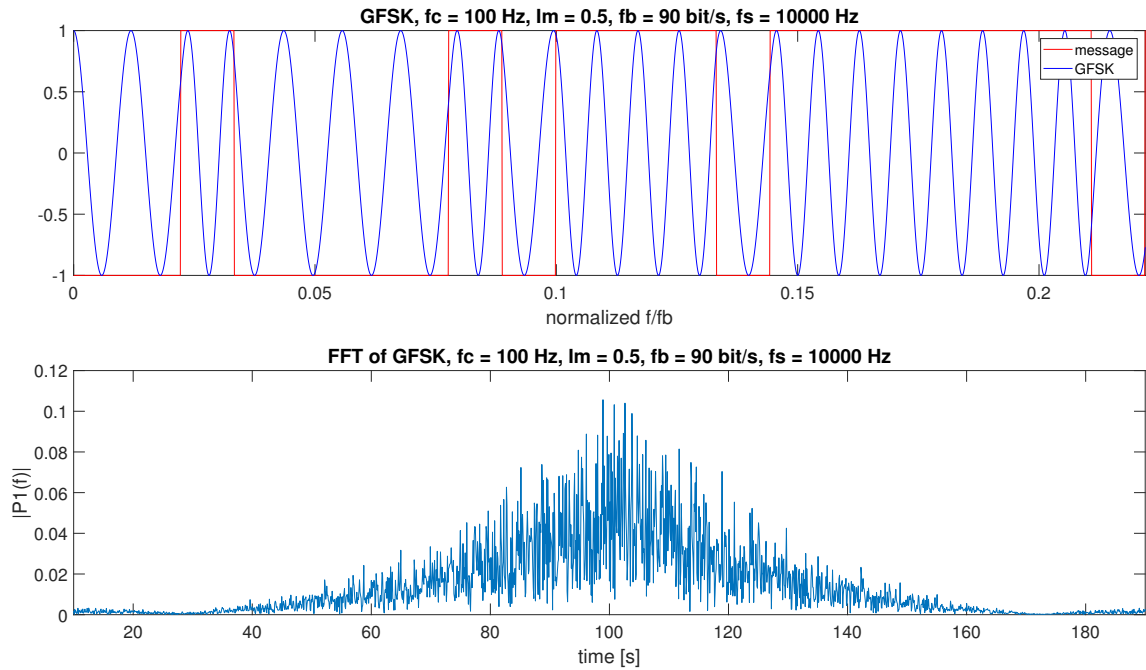 GFSK, fc = 100 Hz, Im = 0.5, fb = 90 bit/s, fs = 10000 Hz
1
0.5
0
-0.5
-1
message
GFSK
0 0.05 0.1 0.15 0.2
normalized f/fb
FFT of GFSK, fc = 100 Hz, Im = 0.5, fb = 90 bit/s, fs = 10000 Hz
0.12
0.1
0.08
0.06
0.04
0.02
0
|P1(f)|
20 40 60 80 100 120 140 160 180
time [s]